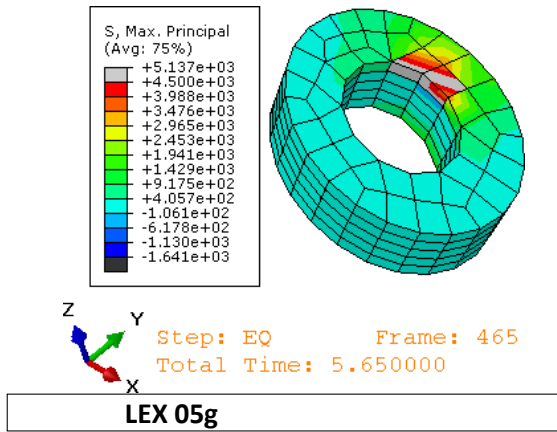 S, Max. Principal
(Avg: 75%)
+5.137e+03
+4.500e+03
+3.988e+03
+3.476e+03
+2.965e+03
+2.453e+03
+1.941e+03
+1.429e+03
+9.175e+02
+4.057e+02
-1.061e+02
-6.178e+02
-1.130e+03
-1.641e+03
Z
Y
X
Step: EQ Frame: 465
Total Time: 5.650000
LEX 05g